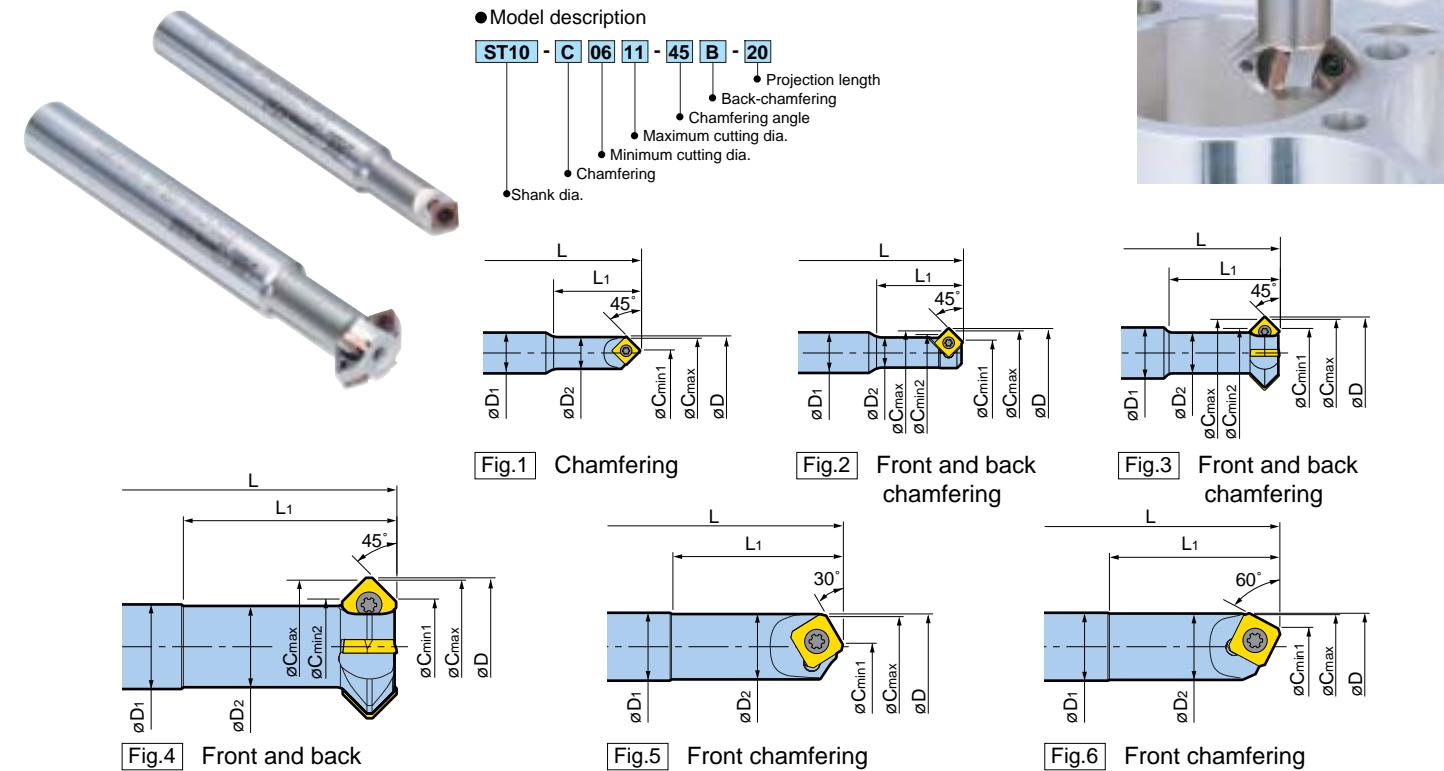 ●Model description
ST10 - C 06 11 - 45 B - 20
Projection length
Back-chamfering
Chamfering angle
Maximum cutting dia.
Minimum cutting dia.
Chamfering
Shank dia.
L
L1
45°
øD1
øD2
øCmin1
øCmax
øD
Fig.1 Chamfering
L
L1
45°
øD1
øD2
øCmax
øCmin2
øCmin1
øCmax
øD
Fig.2 Front and back
chamfering
L
L1
45°
øD1
øD2
øCmax
øCmin2
øCmin1
øCmax
øD
Fig.3 Front and back
chamfering
L
L1
45°
øD1
øD2
øCmax
øCmin2
øCmin1
øCmax
øD
Fig.4 Front and back
L
L1
30°
øD1
øD2
øCmin1
øCmax
øD
Fig.5 Front chamfering
L
L1
60°
øD1
øD2
øCmin1
øCmax
øD
Fig.6 Front chamfering